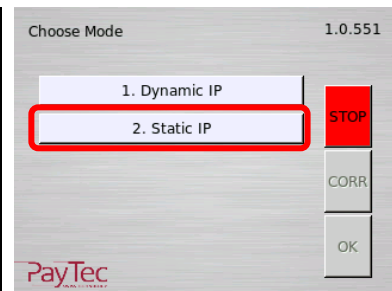 Choose Mode 1.0.551
1. Dynamic IP
2. Static IP
STOP
CORR
OK
PayTec